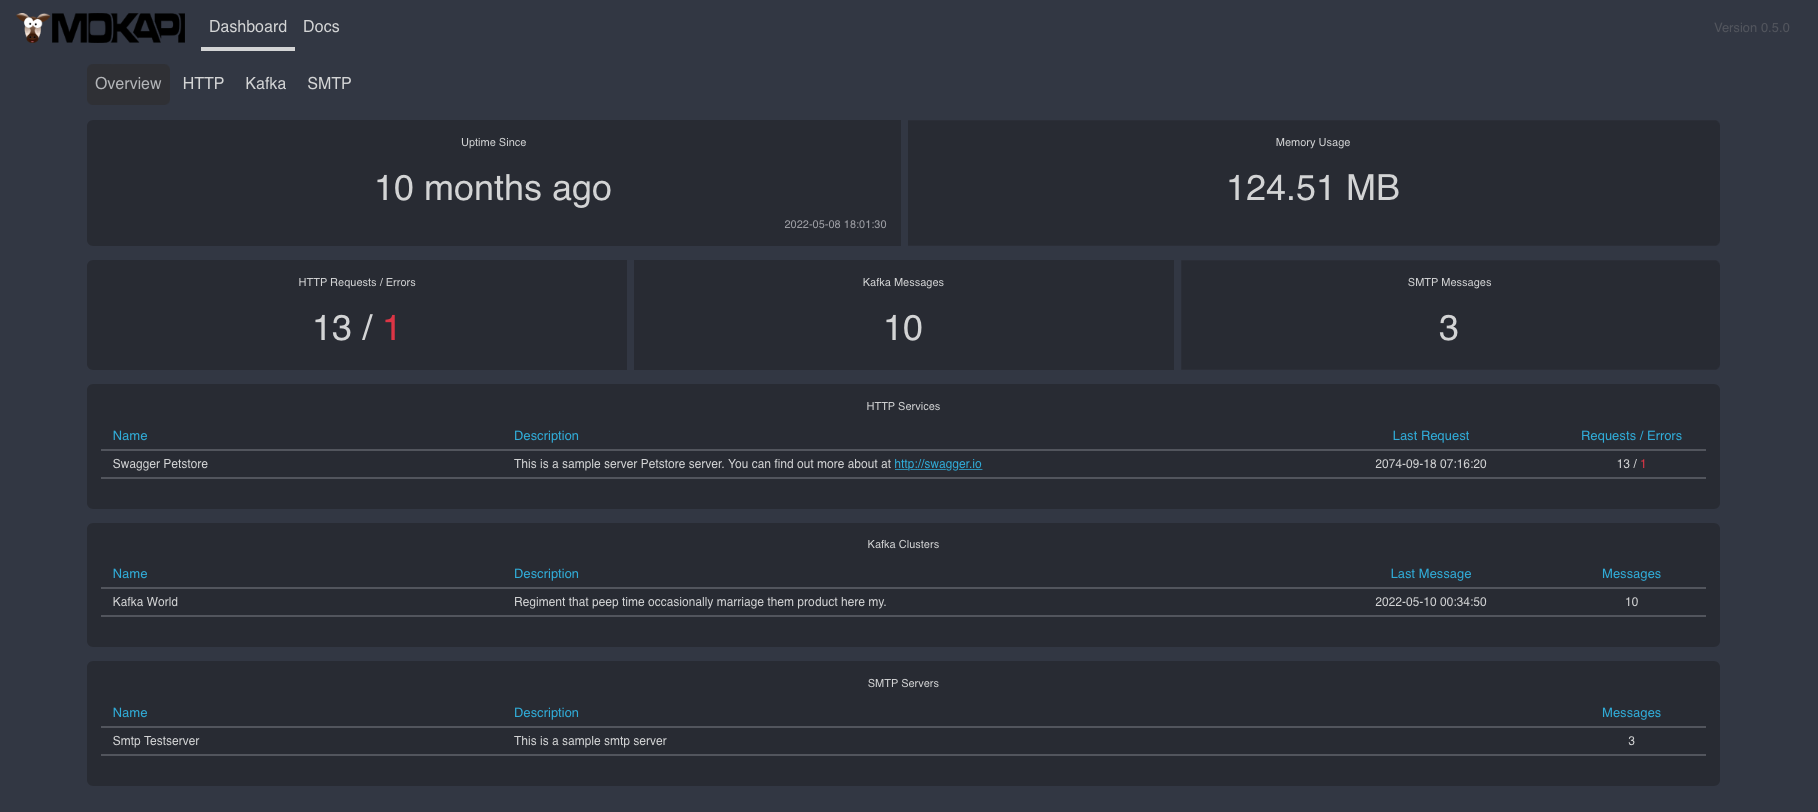 MOKAPI Dashboard Docs Version 0.5.0
Overview HTTP Kafka SMTP
Uptime Since
10 months ago
2022-05-08 18:01:30
Memory Usage
124.51 MB
HTTP Requests / Errors
13 / 1
Kafka Messages
10
SMTP Messages
3
HTTP Services
Name Description Last Request Requests / Errors
Swagger Petstore This is a sample server Petstore server. You can find out more about at http://swagger.io 2074-09-18 07:16:20 13 / 1
Kafka Clusters
Name Description Last Message Messages
Kafka World Regiment that peep time occasionally marriage them product here my. 2022-05-10 00:34:50 10
SMTP Servers
Name Description Messages
Smtp Testserver This is a sample smtp server 3